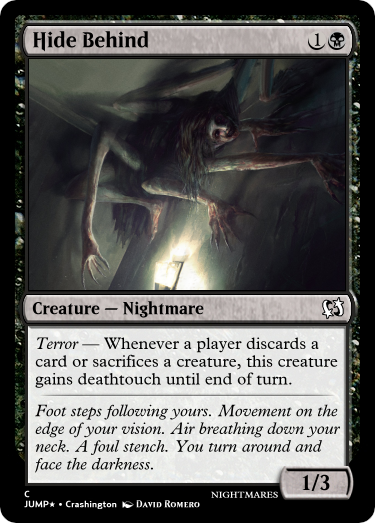 Hide Behind 1
Creature — Nightmare
Terror — Whenever a player discards a
card or sacrifices a creature, this creature
gains deathtouch until end of turn.
Foot steps following yours. Movement on the
edge of your vision. Air breathing down your
neck. A foul stench. You turn around and
face the darkness.
1/3
C
NIGHTMARES
JUMP★ • Crashington DAVID ROMERO